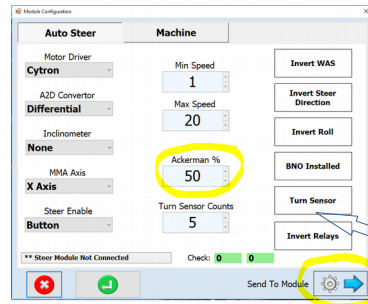 Module Configuration
Auto Steer Machine
Motor Driver
Cytron
A2D Convertor
Differential
Inclinometer
None
MMA Axis
X Axis
Steer Enable
Button
Min Speed
1
Max Speed
20
Ackerman %
50
Turn Sensor Counts
5
Invert WAS
Invert Steer
Direction
Invert Roll
BNO Installed
Turn Sensor
Invert Relays
** Steer Module Not Connected
Check: 0 0
Send To Module